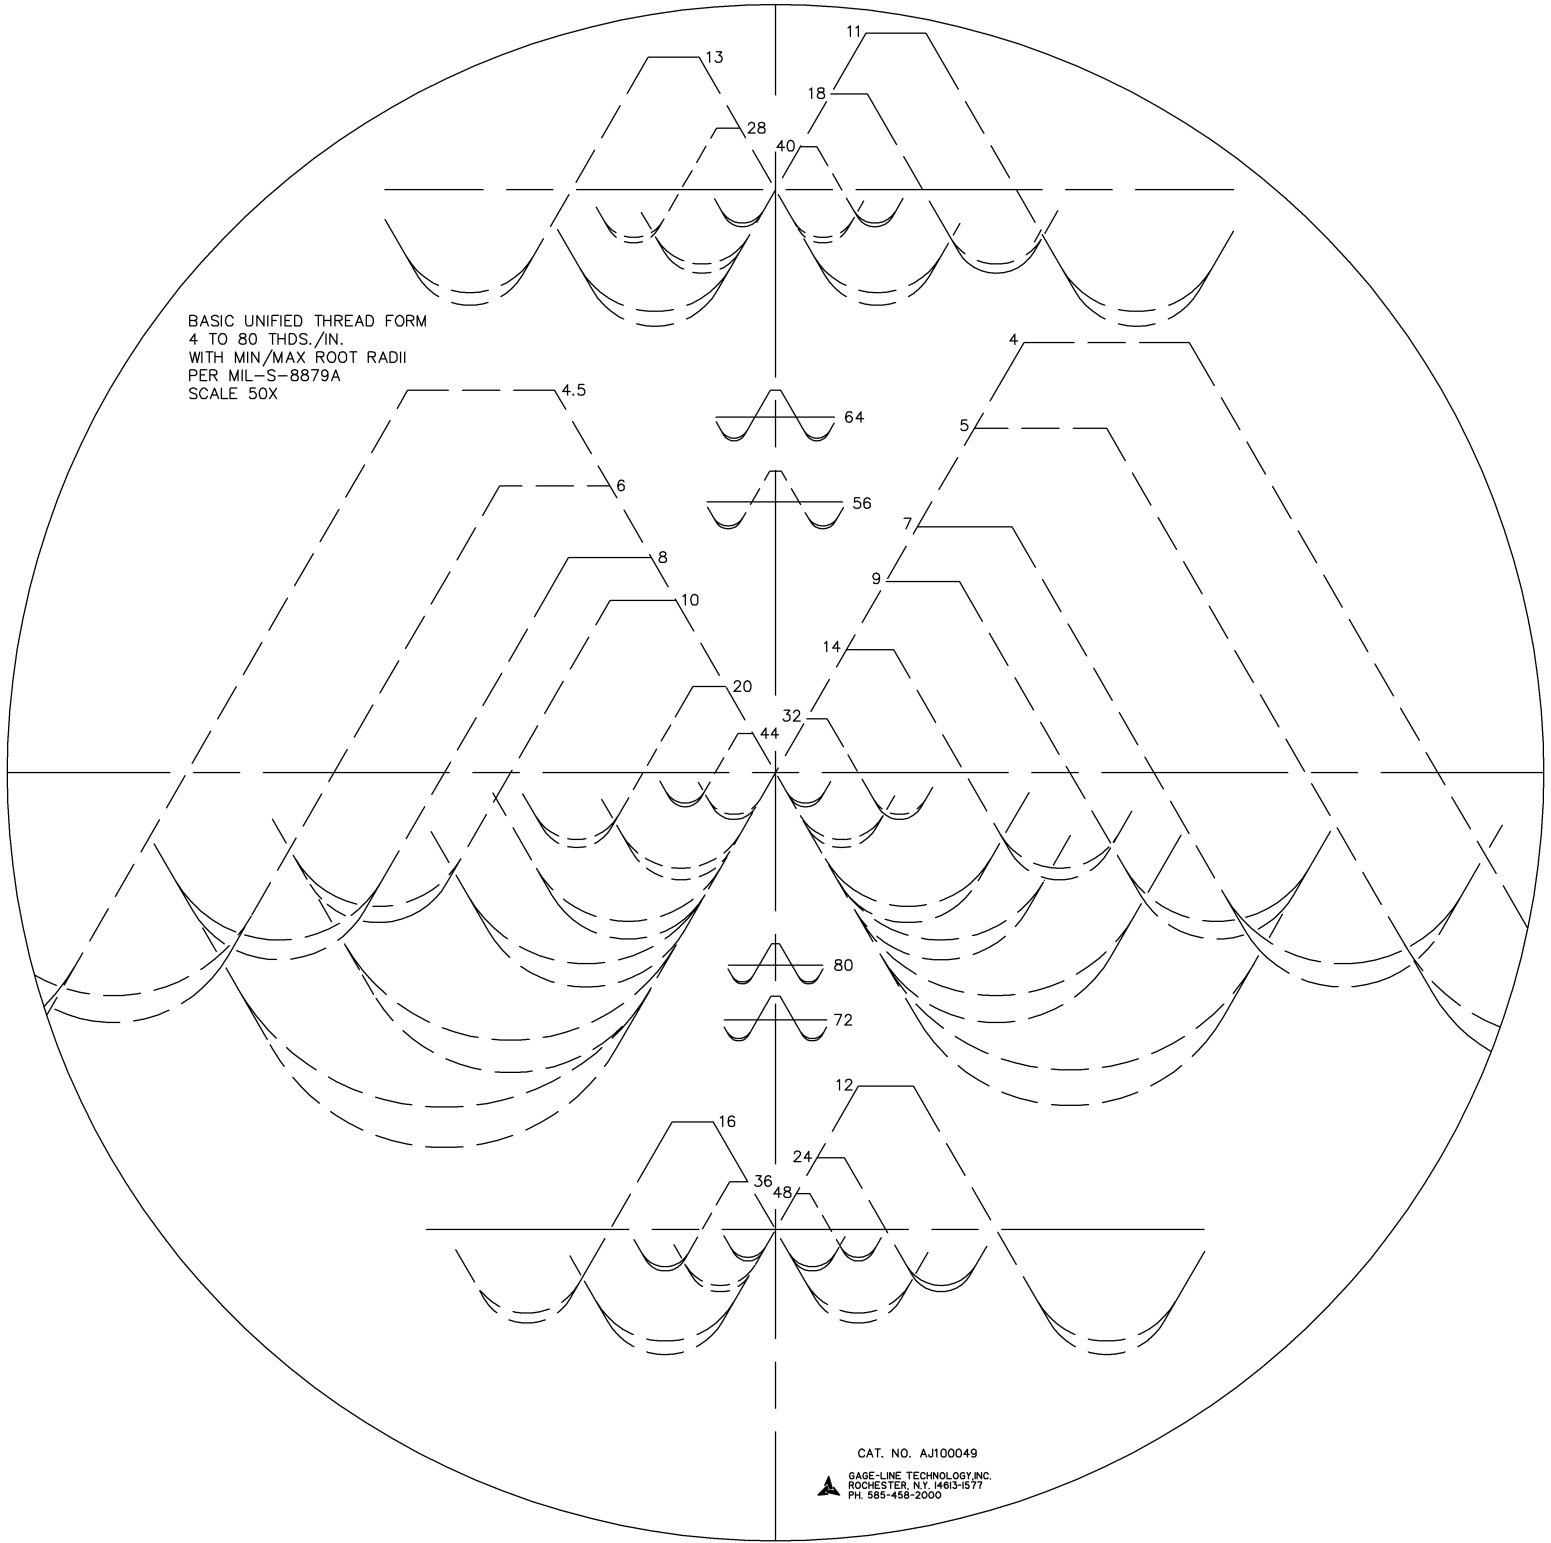 11
13
18
28
40
BASIC UNIFIED THREAD FORM
4 TO 80 THDS./IN.
WITH MIN/MAX ROOT RADII
PER MIL-S-8879A
SCALE 50X
4
4.5
64
5
6
56
7
8
9
10
14
20
32
44
80
72
12
16
24
36
48
CAT. NO. AJ100049
GAGE-LINE TECHNOLOGY,INC.
ROCHESTER, N.Y. 14613-1577
PH. 585-458-2000